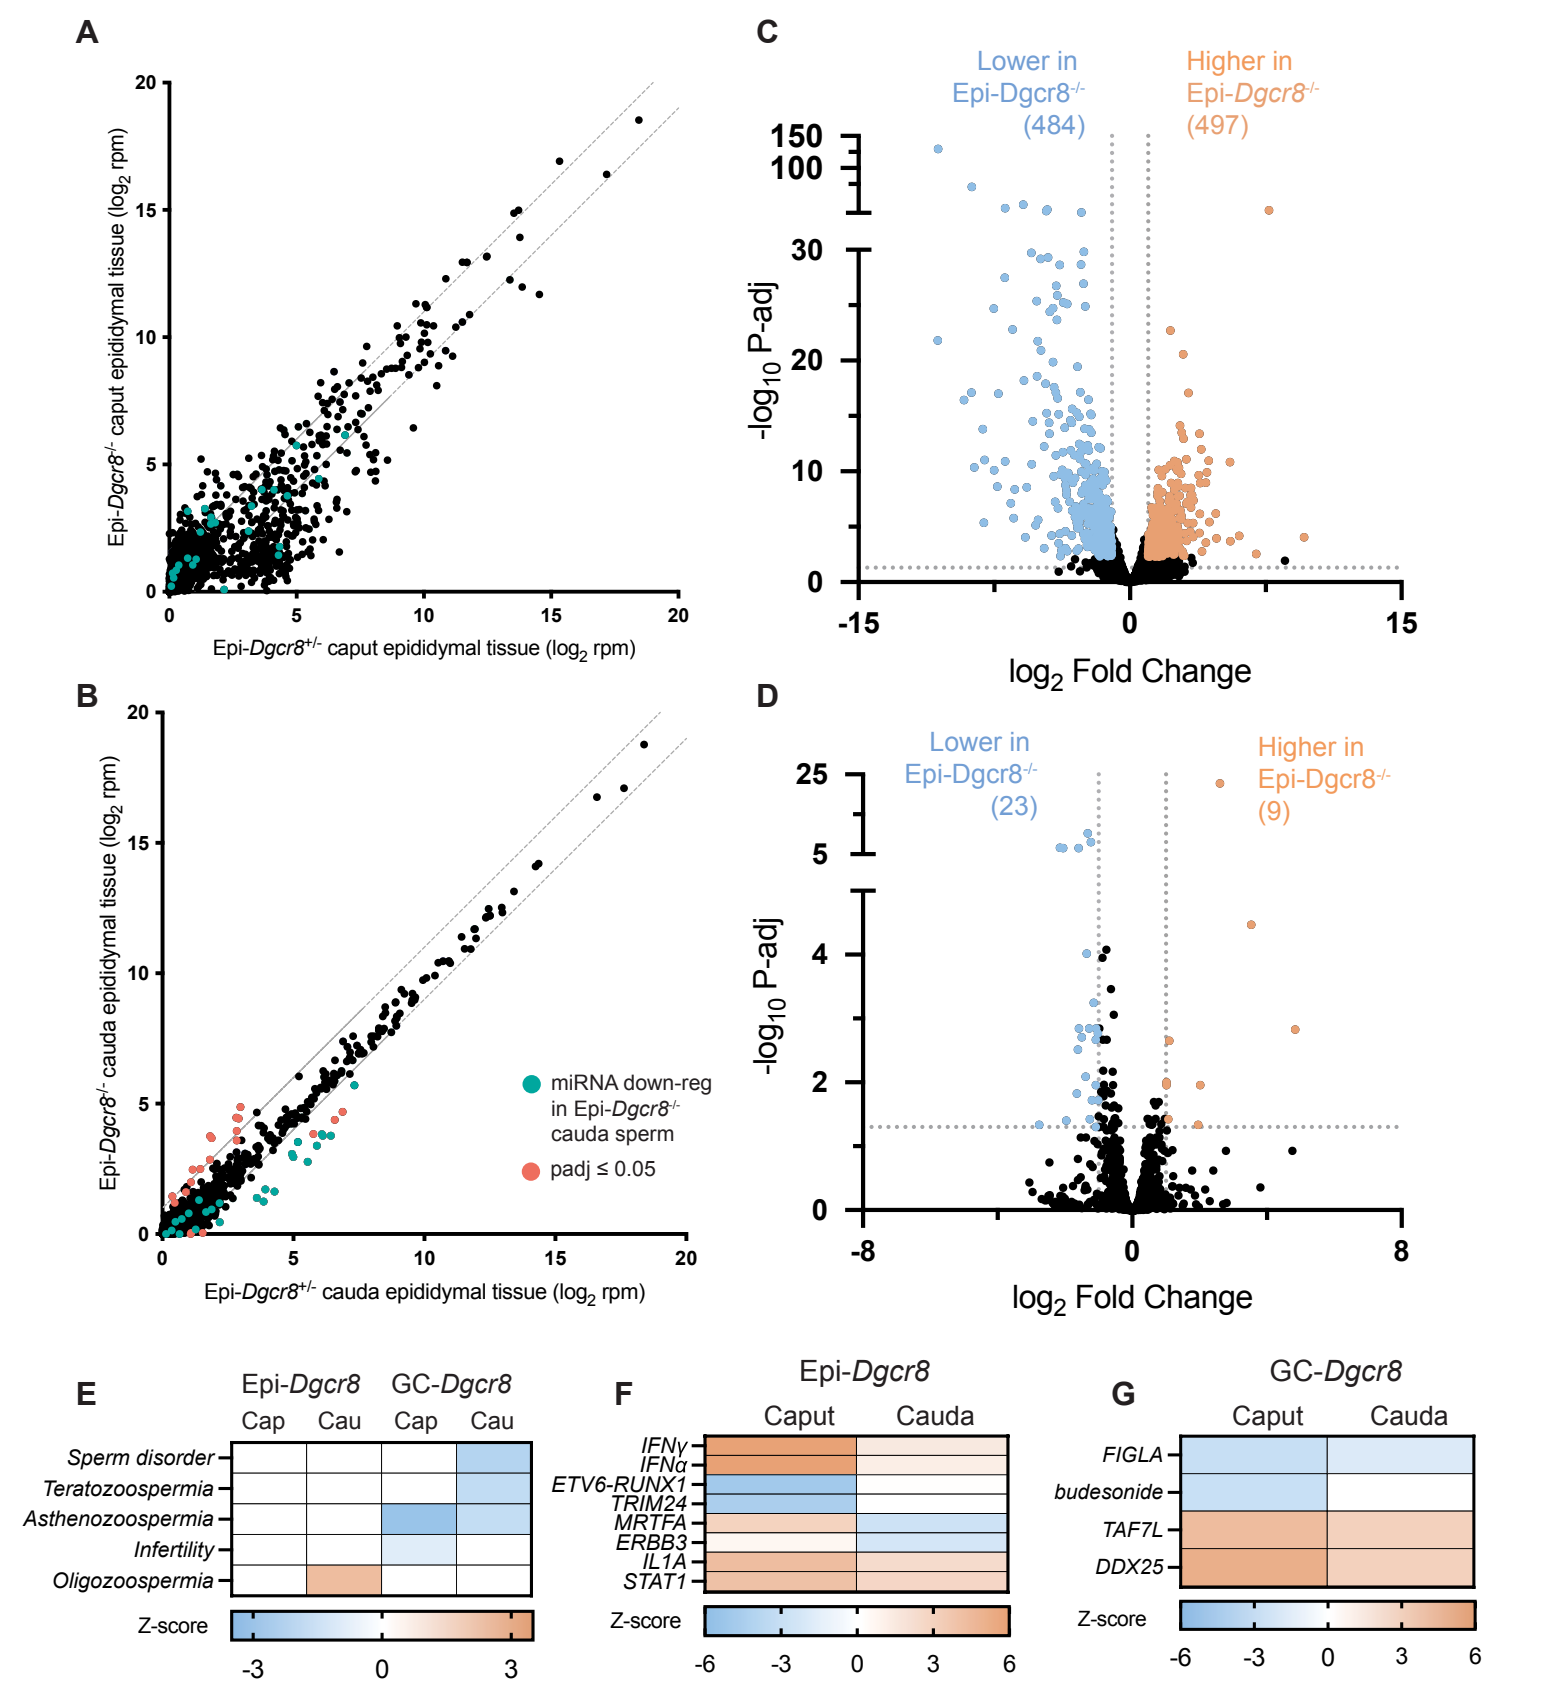 A
Epi-Dgcr8-/- caput epididymal tissue (log2 rpm)
20
15
10
5
0
0 5 10 15 20
Epi-Dgcr8+/- caput epididymal tissue (log2 rpm)
C
Lower in
Epi-Dgcr8-/-
(484)
Higher in
Epi-Dgcr8-/-
(497)
-log10 P-adj
150
100
30
20
10
0
-15 0 15
log2 Fold Change
B
Epi-Dgcr8-/- cauda epididymal tissue (log2 rpm)
20
15
10
5
0
0 5 10 15 20
Epi-Dgcr8+/- cauda epididymal tissue (log2 rpm)
miRNA down-reg
in Epi-Dgcr8-/-
cauda sperm
padj ≤ 0.05
D
Lower in
Epi-Dgcr8-/-
(23)
Higher in
Epi-Dgcr8-/-
(9)
-log10 P-adj
25
5
4
2
0
-8 0 8
log2 Fold Change
E
Epi-Dgcr8 GC-Dgcr8
Cap Cau Cap Cau
Sperm disorder
Teratozoospermia
Asthenozoospermia
Infertility
Oligozoospermia
Z-score
-3 0 3
F
Epi-Dgcr8
Caput Cauda
IFNγ
IFNα
ETV6-RUNX1
TRIM24
MRTFA
ERBB3
IL1A
STAT1
Z-score
-6 -3 0 3 6
G
GC-Dgcr8
Caput Cauda
FIGLA
budesonide
TAF7L
DDX25
Z-score
-6 -3 0 3 6